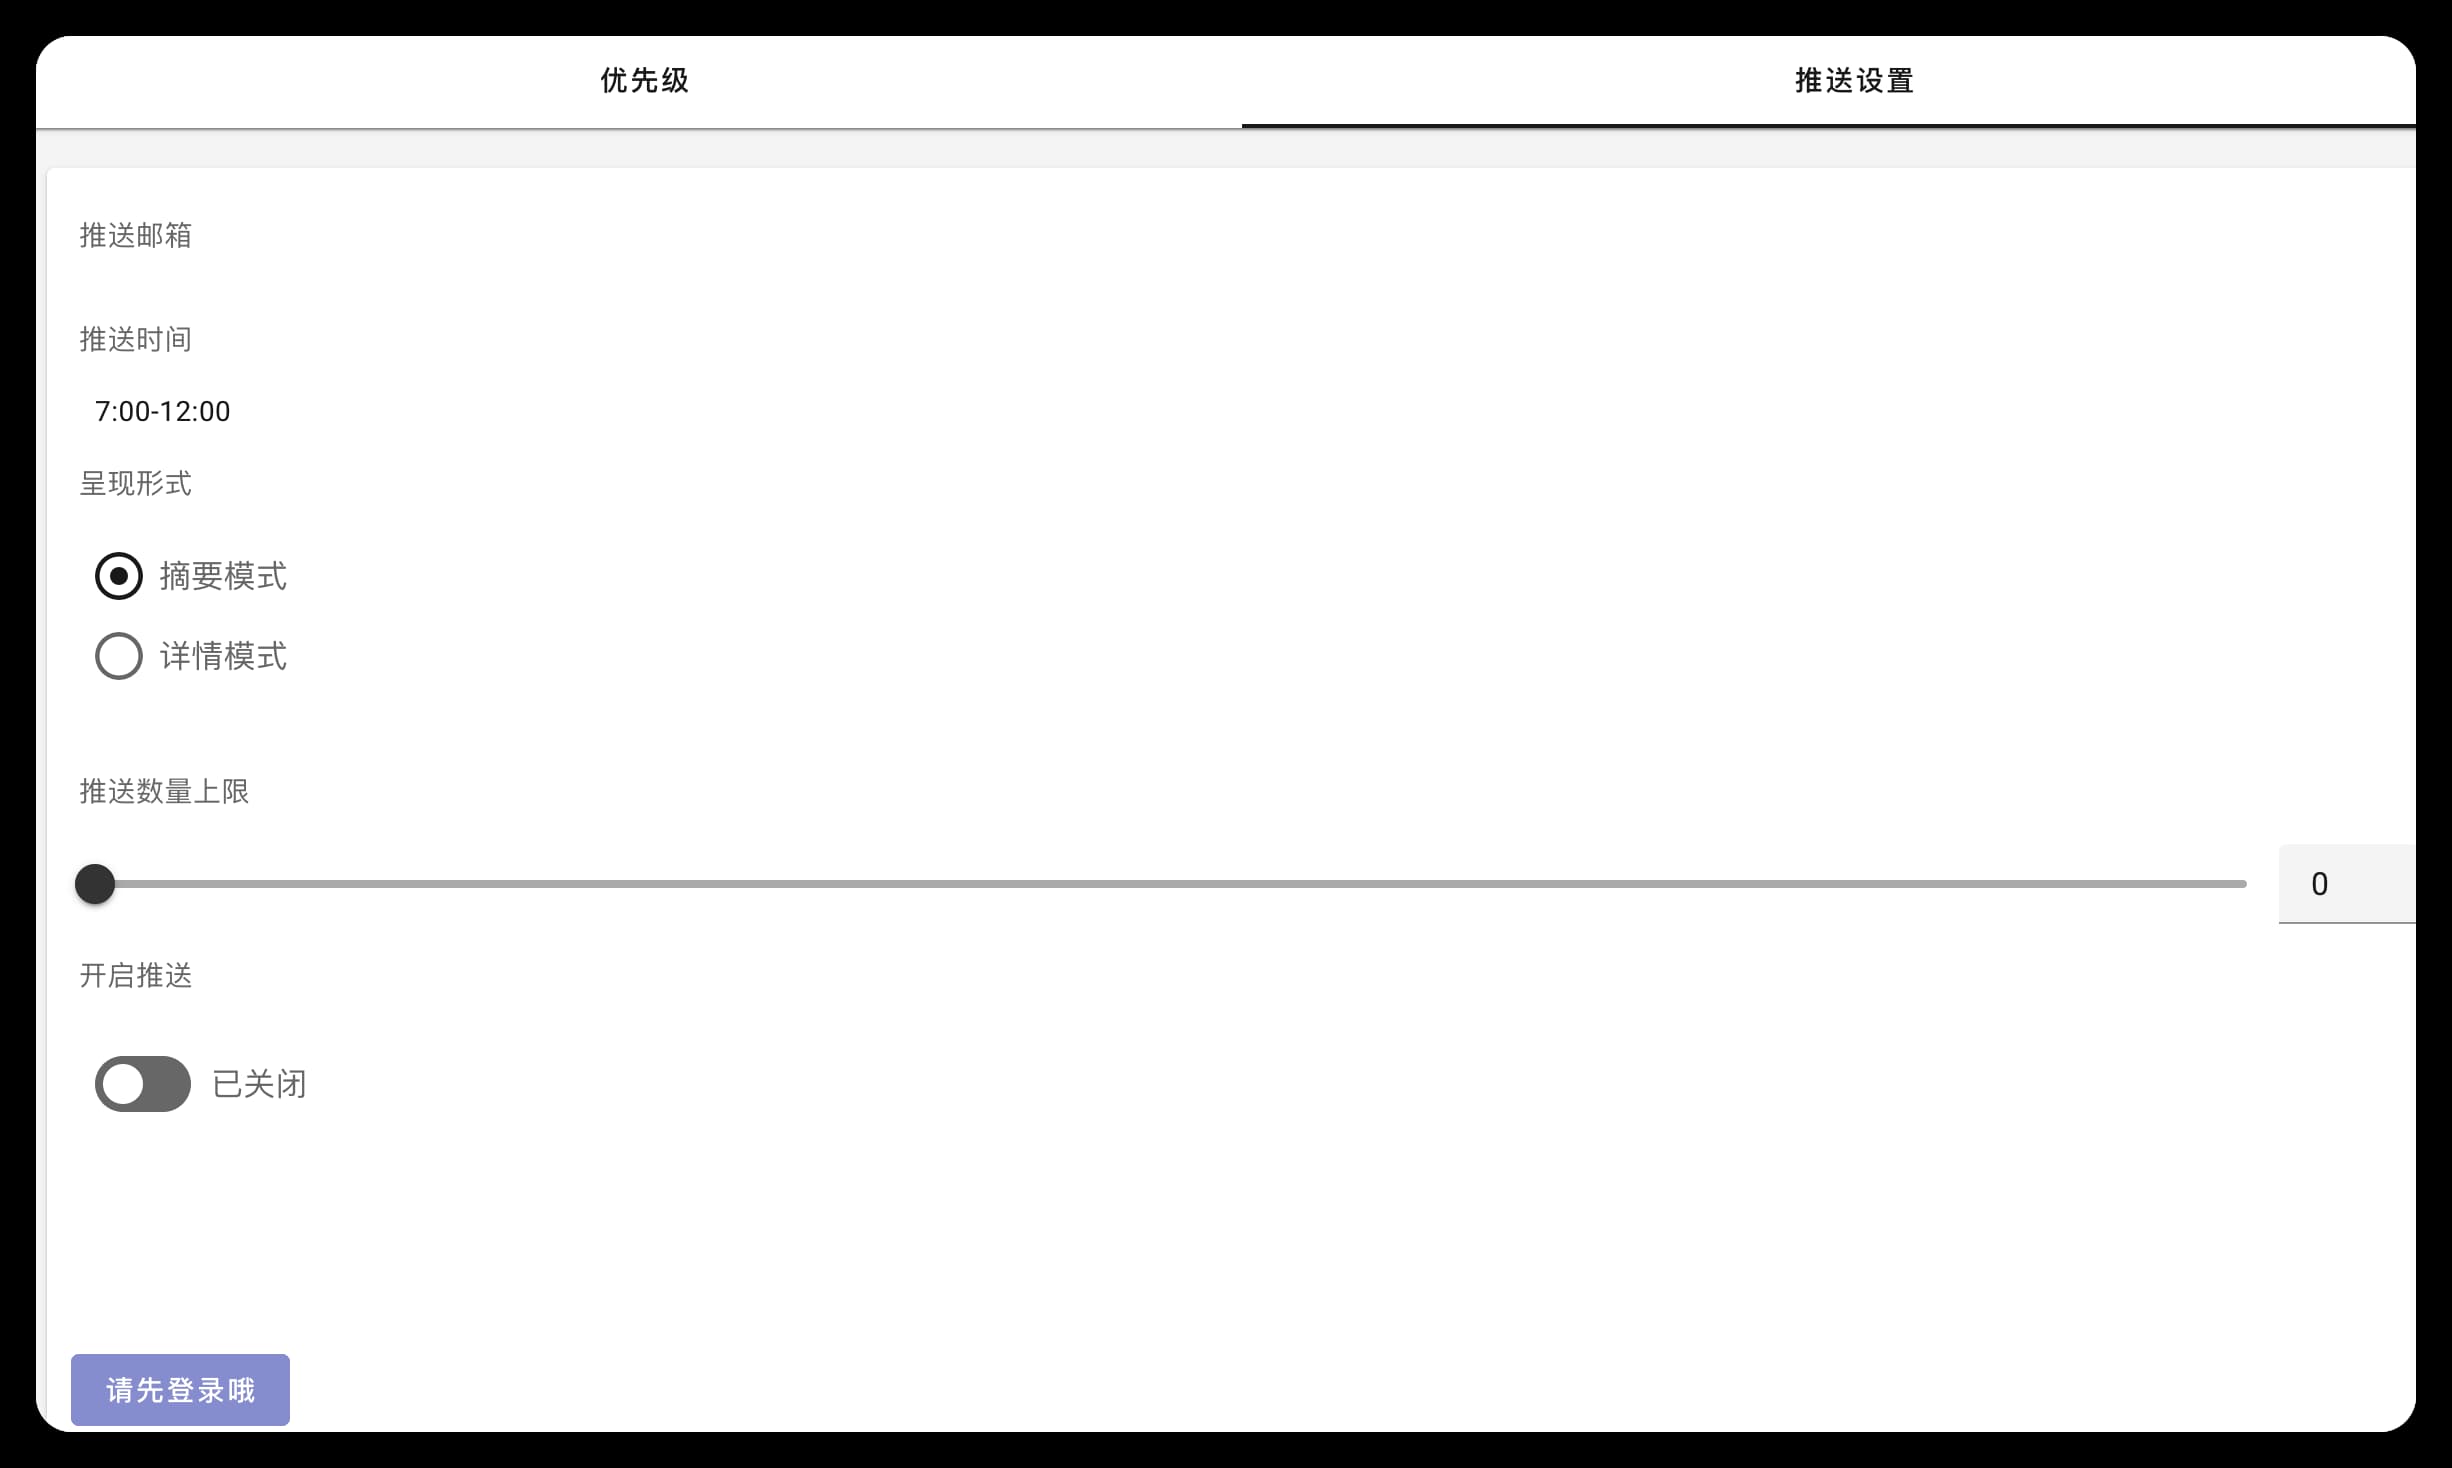 优先级
推送设置
推送邮箱
推送时间
7:00-12:00
呈现形式
摘要模式
详情模式
推送数量上限
0
开启推送
已关闭
请先登录哦